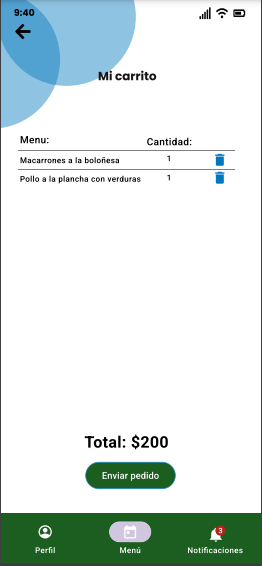 9:40
Mi carrito
Menu: Cantidad:
Macarrones a la boloñesa 1
Pollo a la plancha con verduras 1
Total: $200
Enviar pedido
3
Perfil Menú Notificaciones